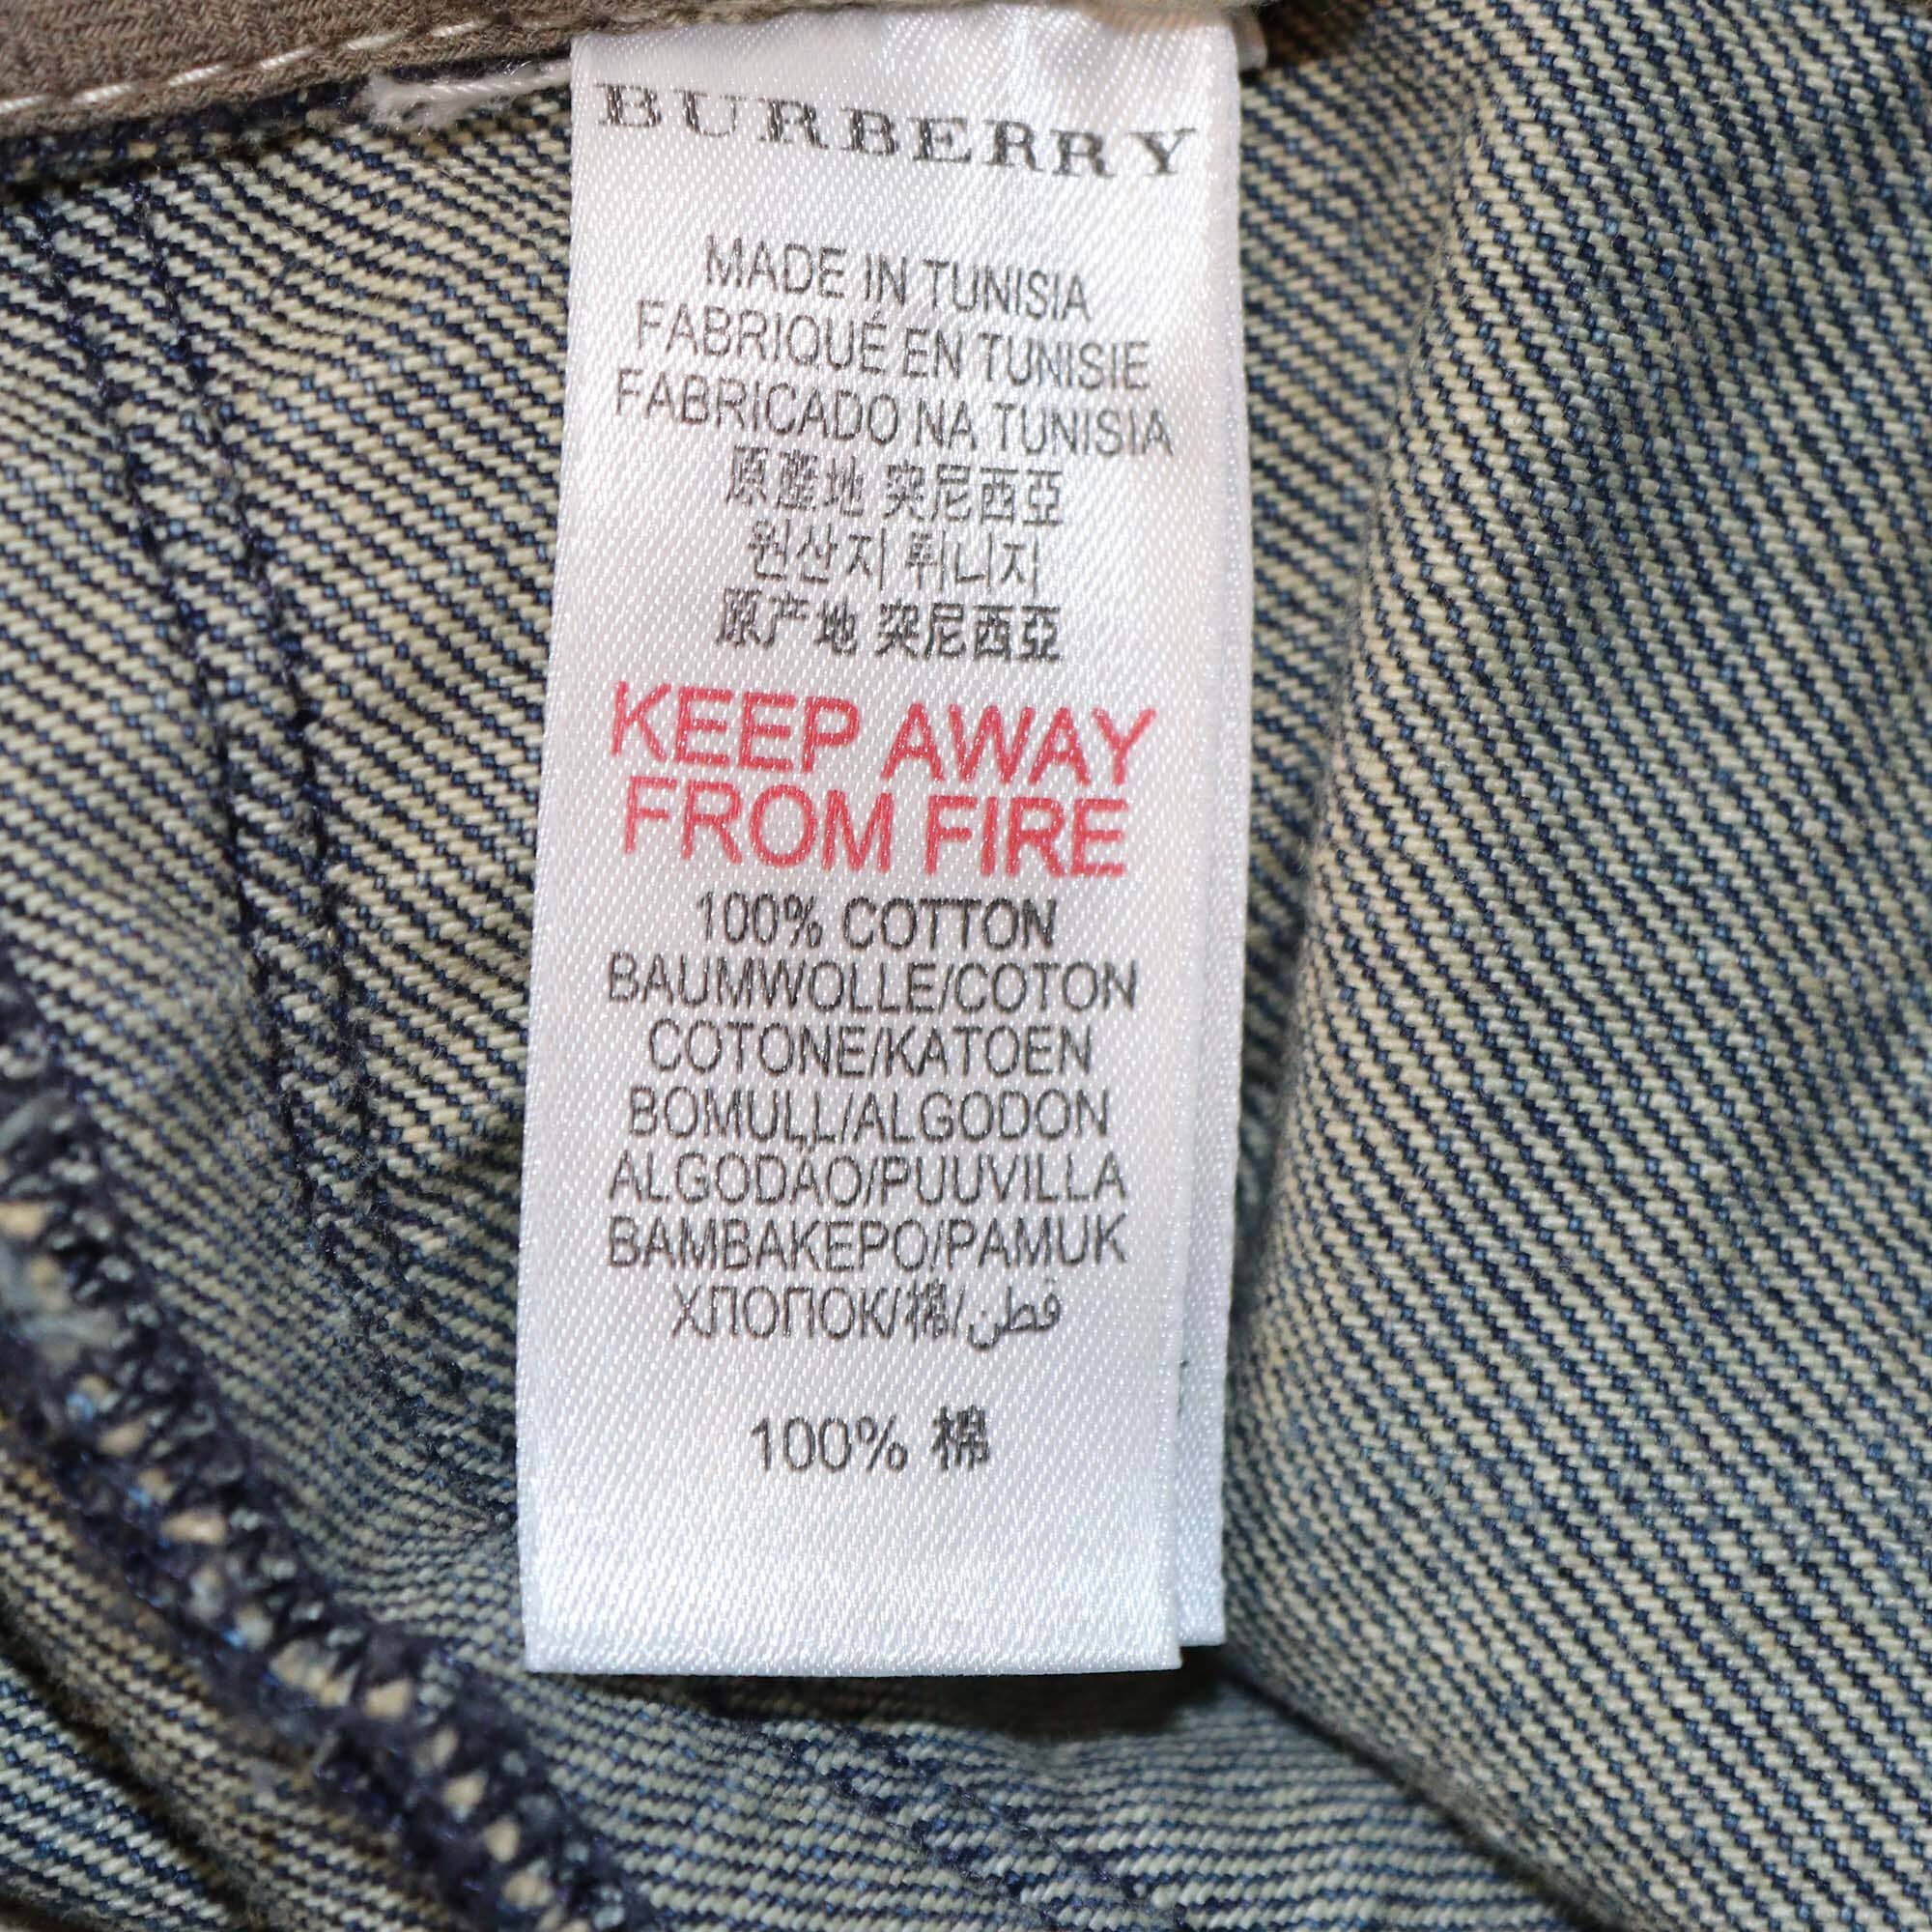 BURBERRY
MADE IN TUNISIA
FABRIQUÉ EN TUNISIE
FABRICADO NA TUNISIA
原產地 突尼西亞
원산지 튀니지
原产地 突尼西亞
KEEP AWAY
FROM FIRE
100% COTTON
BAUMWOLLE/COTON
COTONE/KATOEN
BOMULL/ALGODON
ALGODÃO/PUUVILLA
BAMBAKEPO/PAMUK
ХЛОПОК/棉/قطن
100% 棉